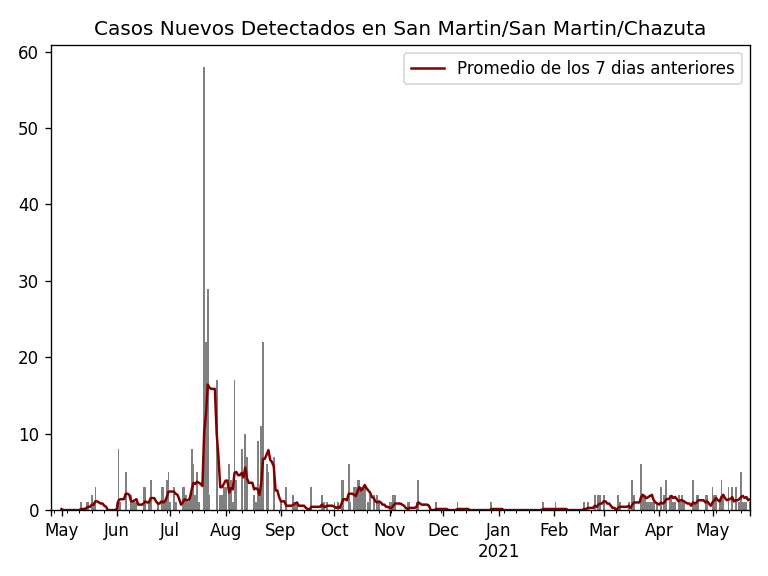 Casos Nuevos Detectados en San Martin/San Martin/Chazuta
Promedio de los 7 dias anteriores
60
50
40
30
20
10
0
May Jun Jul Aug Sep Oct Nov Dec Jan Feb Mar Apr May
2021